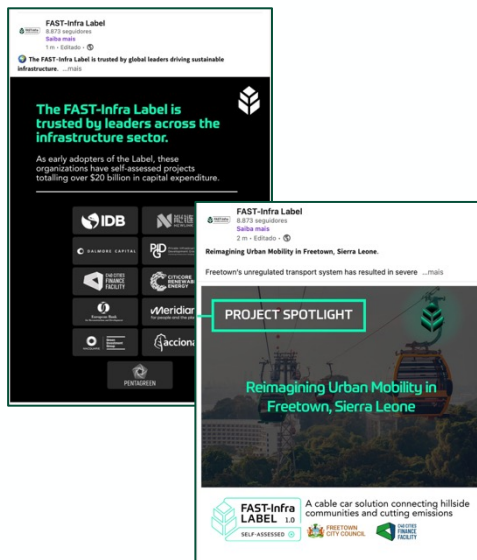 FAST-Infra Label
8.873 seguidores
Saiba mais
1 m • Editado •
The FAST-Infra Label is trusted by global leaders driving sustainable
infrastructure. ...mais
The FAST-Infra Label is
trusted by leaders across the
infrastructure sector.
As early adopters of the Label, these
organizations have self-assessed projects
totalling over $20 billion in capital expenditure.
IDB
DALMORE CAPITAL
C40 CITIES
FINANCE
FACILITY
CITICORE
RENEWABLE
ENERGY
Meridiam
for people and the
acciona
PENTAGREEN
FAST-Infra Label
8.873 seguidores
Saiba mais
2 m • Editado •
Reimagining Urban Mobility in Freetown, Sierra Leone.
Freetown's unregulated transport system has resulted in severe ...mais
PROJECT SPOTLIGHT
Reimagining Urban Mobility in
Freetown, Sierra Leone
FAST-Infra
LABEL 1.0
SELF-ASSESSED
A cable car solution connecting hillside
communities and cutting emissions
FREETOWN
CITY COUNCIL
C40 CITIES
FINANCE
FACILITY